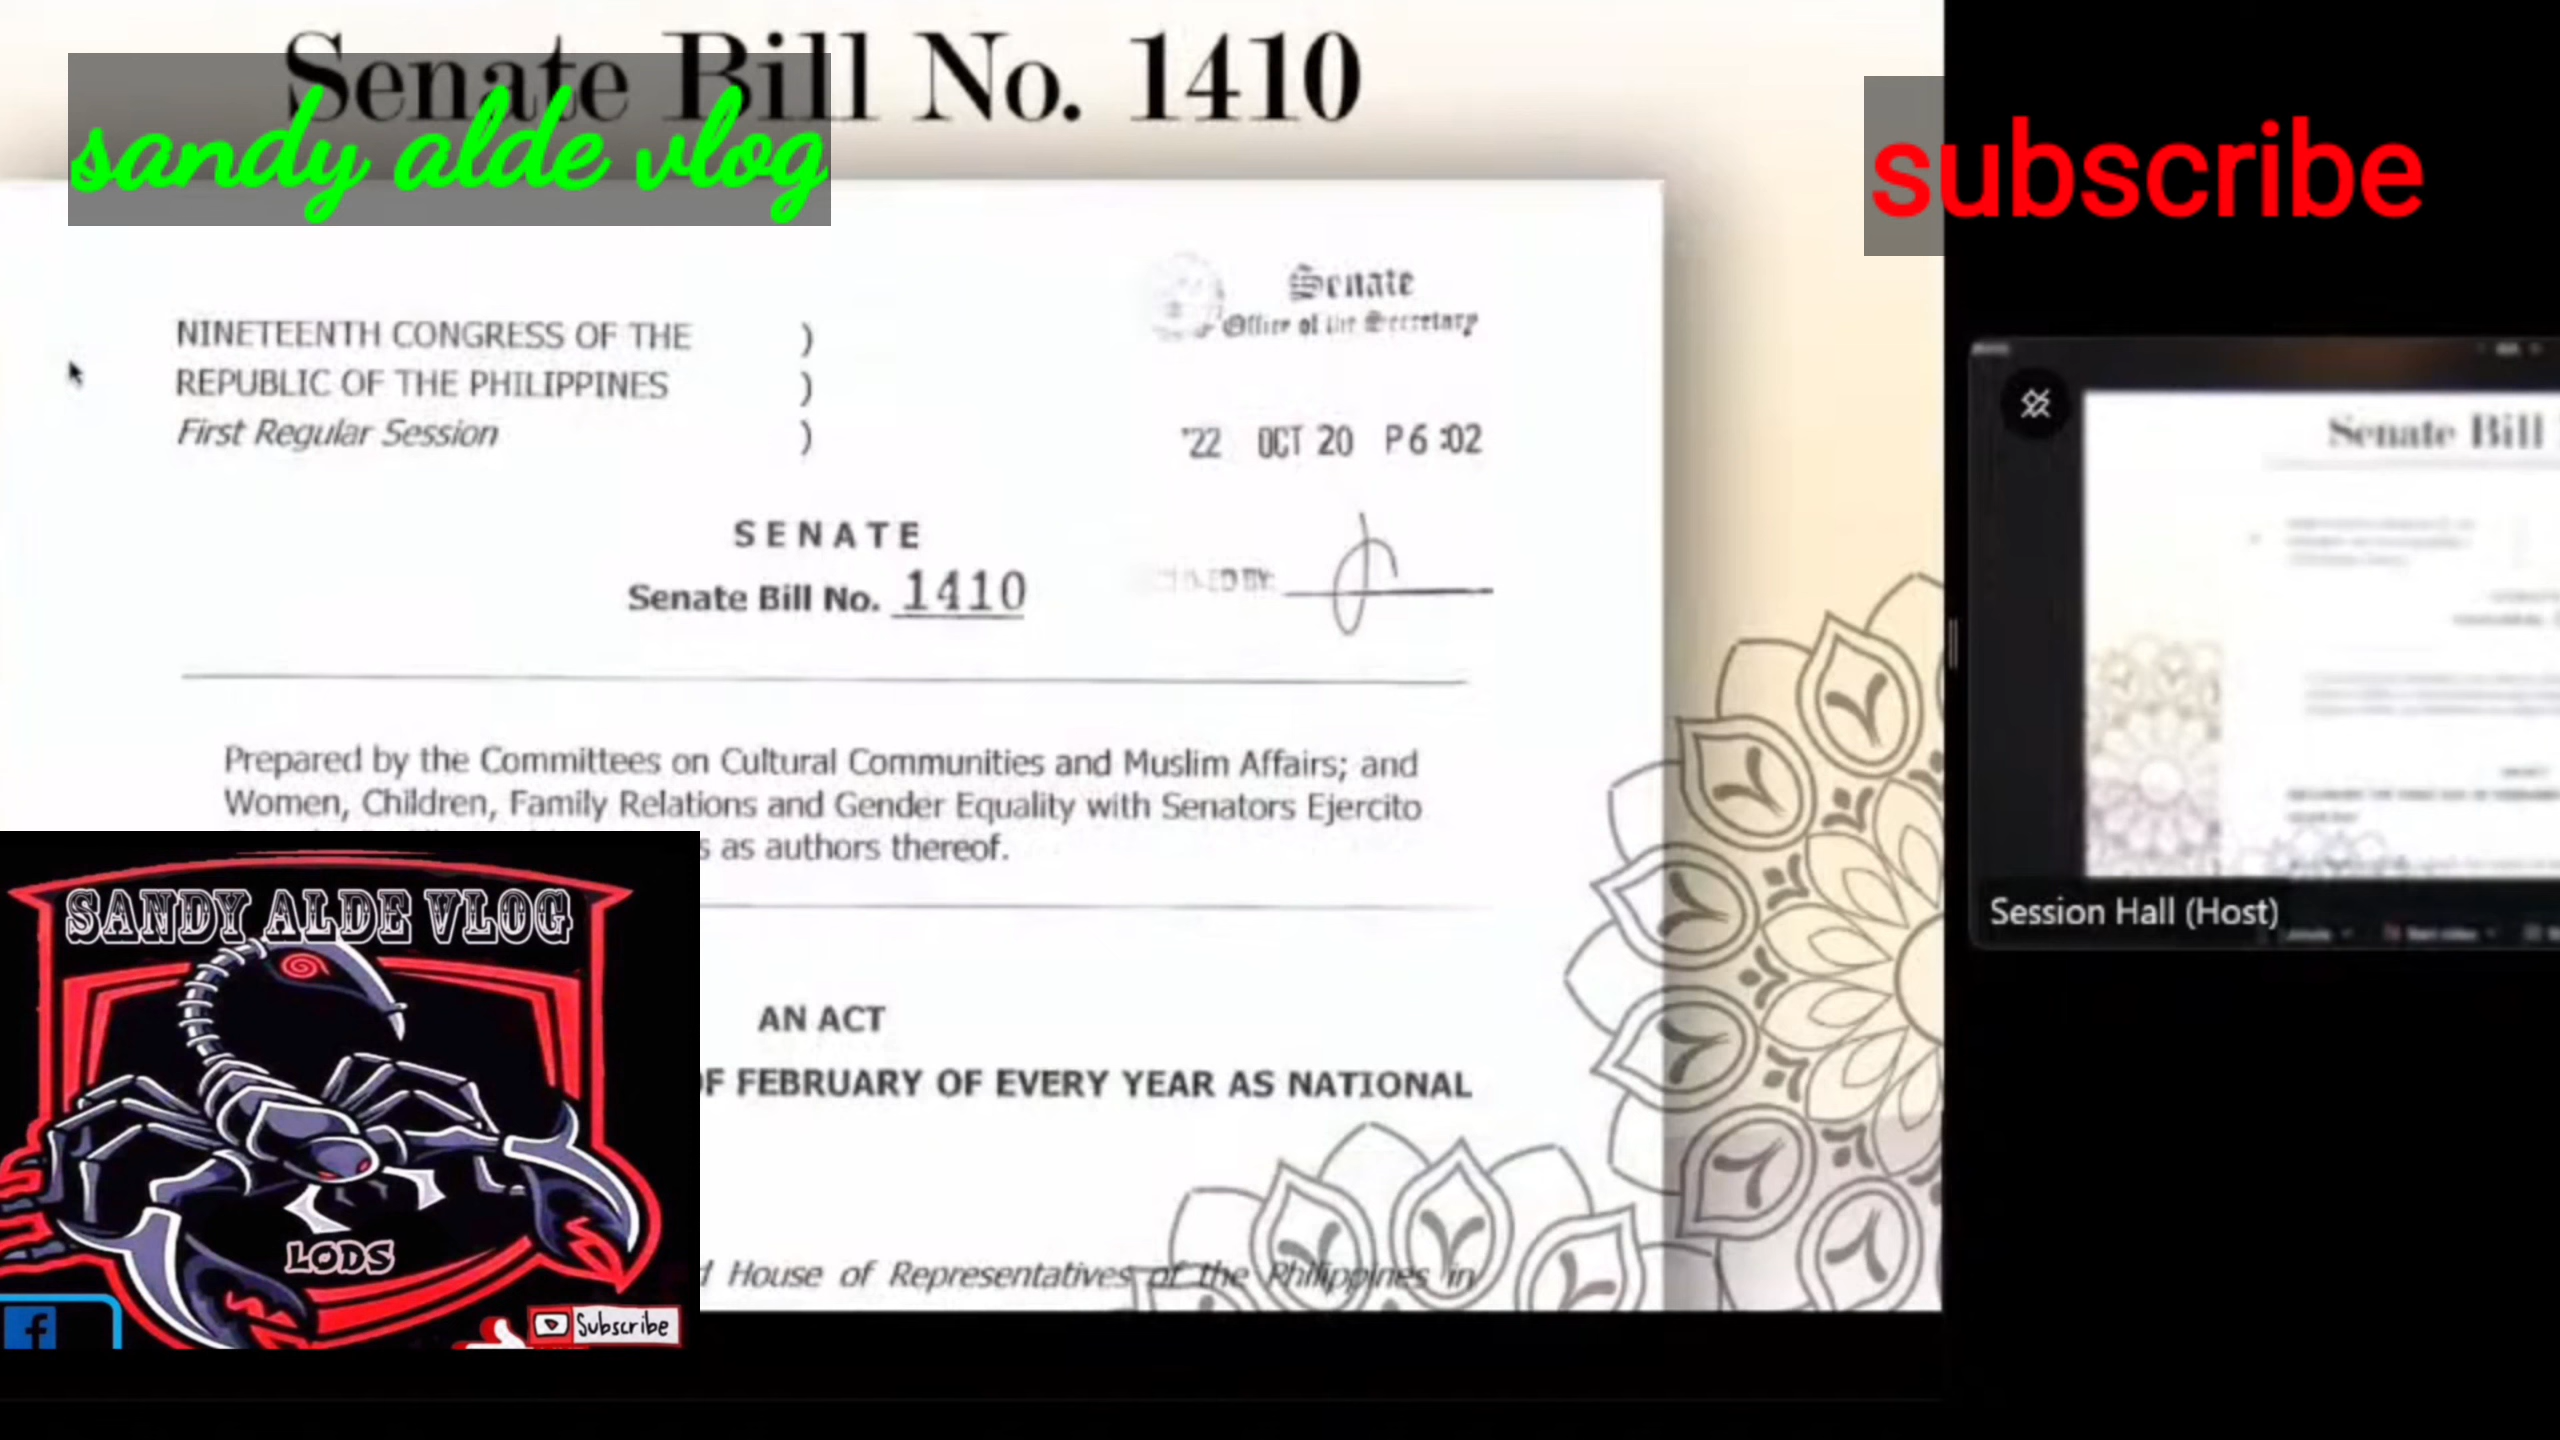 Senate Bill No. 1410
sandy alde vlog
subscribe
Senate
Office of the Secretary
NINETEENTH CONGRESS OF THE )
REPUBLIC OF THE PHILIPPINES )
First Regular Session )
'22 OCT 20 P6:02
SENATE
Senate Bill No. 1410
BY:
Prepared by the Committees on Cultural Communities and Muslim Affairs; and
Women, Children, Family Relations and Gender Equality with Senators Ejercito
s as authors thereof.
AN ACT
OF FEBRUARY OF EVERY YEAR AS NATIONAL
House of Representatives of the Philippines in
SANDY ALDE VLOG
LODS
f
Subscribe
Senate Bill
Session Hall (Host)